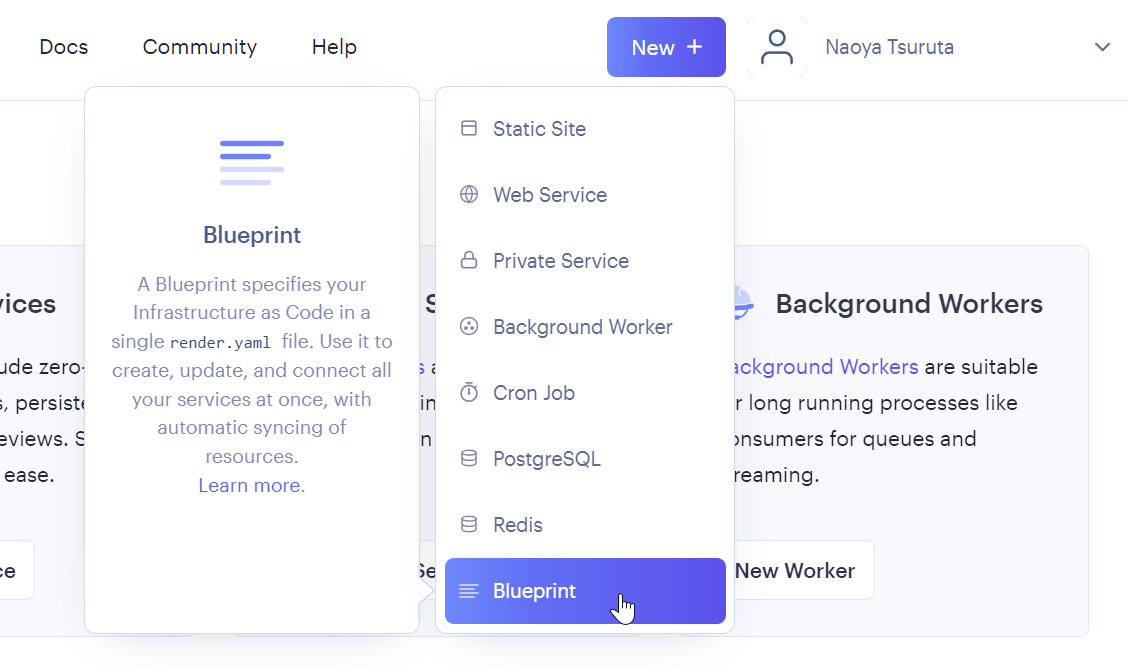 Docs Community Help New + Naoya Tsuruta
Blueprint
A Blueprint specifies your
Infrastructure as Code in a
single render.yaml file. Use it to
create, update, and connect all
your services at once, with
automatic syncing of
resources.
Learn more.
Static Site
Web Service
Private Service
Background Worker
Cron Job
PostgreSQL
Redis
Blueprint
Background Workers
ackground Workers are suitable
r long running processes like
onsumers for queues and
reaming.
New Worker
vices
ude zero-
s, persiste
eviews. S
ease.
ce